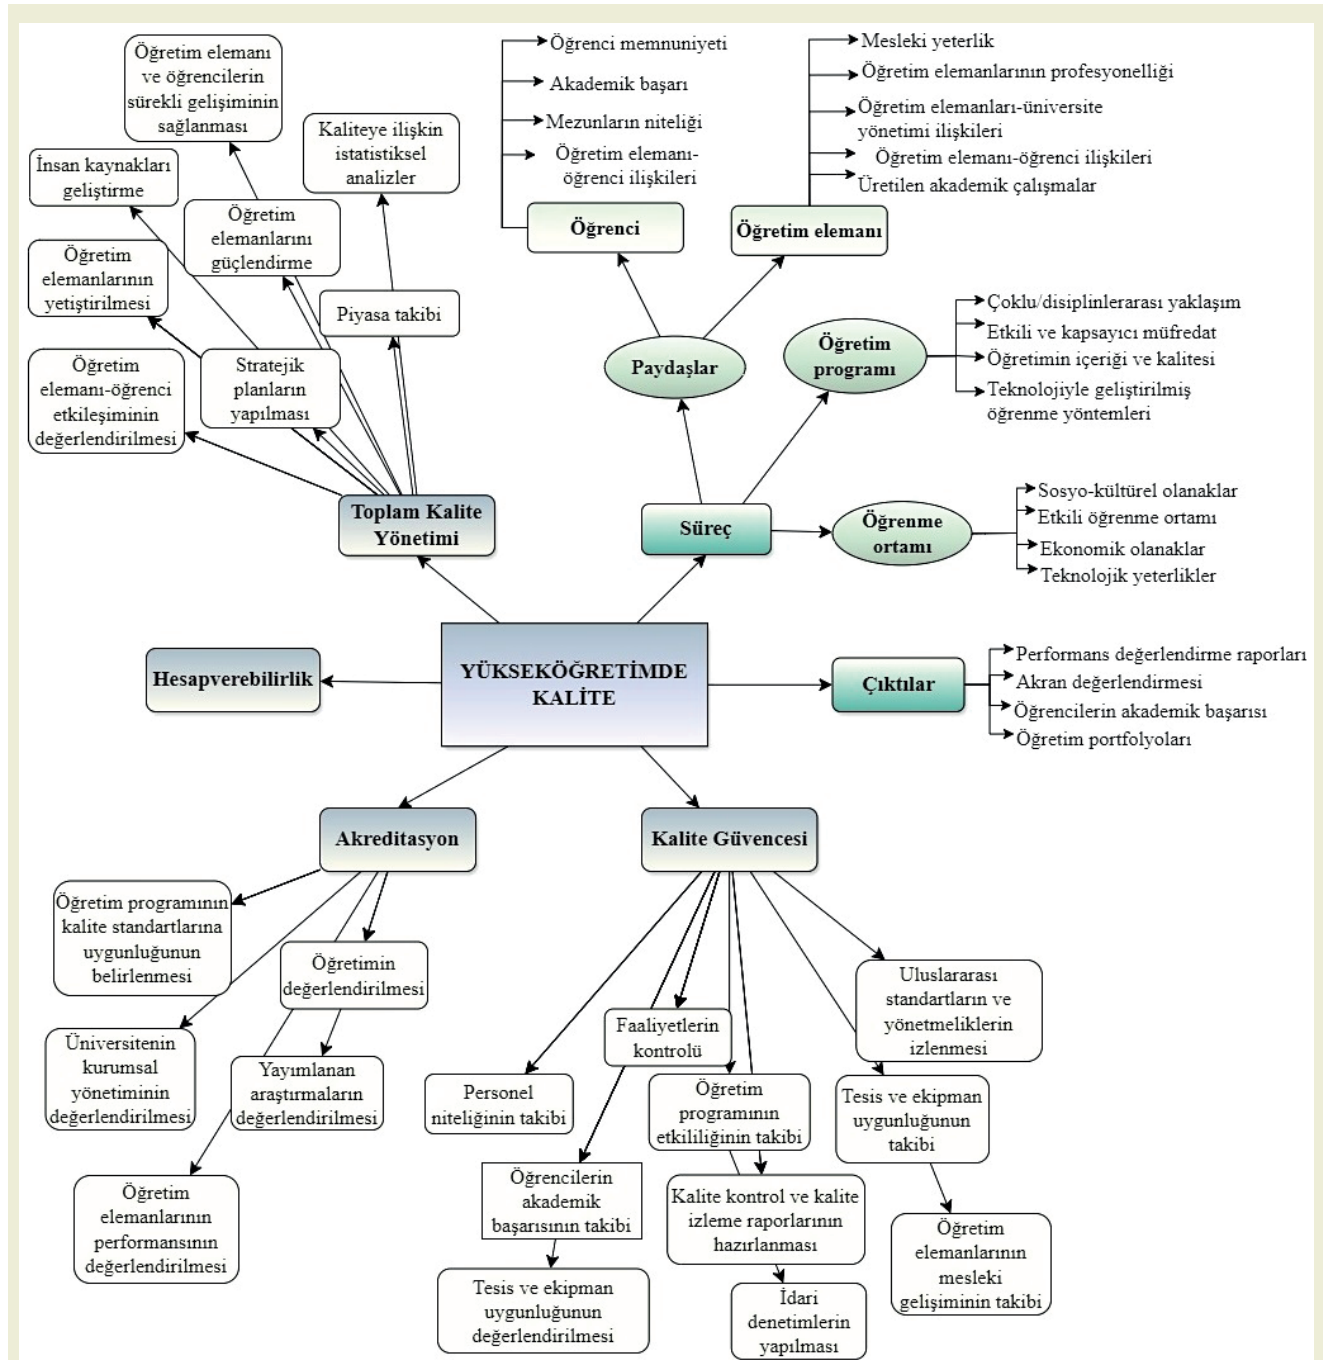 Öğretim elemanı
ve öğrencilerin
sürekli gelişiminin
sağlanması
Kaliteye ilişkin
istatistiksel
analizler
İnsan kaynakları
geliştirme
Öğretim
elemanlarını
güçlendirme
Öğretim
elemanlarının
yetiştirilmesi
Piyasa takibi
Öğretim
elemanı-öğrenci
etkileşiminin
değerlendirilmesi
Stratejik
planların
yapılması
Toplam Kalite
Yönetimi
Öğrenci memnuniyeti
Akademik başarı
Mezunların niteliği
Öğretim elemanı-
öğrenci ilişkileri
Öğrenci
Mesleki yeterlik
Öğretim elemanlarının profesyonelliği
Öğretim elemanları-üniversite
yönetimi ilişkileri
Öğretim elemanı-öğrenci ilişkileri
Üretilen akademik çalışmalar
Öğretim elemanı
Paydaşlar
Öğretim
programı
Çoklu/disiplinlerarası yaklaşım
Etkili ve kapsayıcı müfredat
Öğretimin içeriği ve kalitesi
Teknolojiyle geliştirilmiş
öğrenme yöntemleri
Süreç
Öğrenme
ortamı
Sosyo-kültürel olanaklar
Etkili öğrenme ortamı
Ekonomik olanaklar
Teknolojik yeterlikler
Hesapverebilirlik
YÜKSEKÖĞRETİMDE
KALİTE
Çıktılar
Performans değerlendirme raporları
Akran değerlendirmesi
Öğrencilerin akademik başarısı
Öğretim portfolyoları
Akreditasyon
Kalite Güvencesi
Öğretim programının
kalite standartlarına
uygunluğunun
belirlenmesi
Öğretimin
değerlendirilmesi
Üniversitenin
kurumsal
yönetiminin
değerlendirilmesi
Yayımlanan
araştırmaların
değerlendirilmesi
Öğretim
elemanlarının
performansının
değerlendirilmesi
Uluslararası
standartların ve
yönetmeliklerin
izlenmesi
Faaliyetlerin
kontrolü
Personel
niteliğinin takibi
Öğretim
programının
etkililiğinin takibi
Tesis ve ekipman
uygunluğunun
takibi
Öğrencilerin
akademik
başarısının takibi
Kalite kontrol ve kalite
izleme raporlarının
hazırlanması
Öğretim
elemanlarının
mesleki
gelişiminin takibi
Tesis ve ekipman
uygunluğunun
değerlendirilmesi
İdari
denetimlerin
yapılması